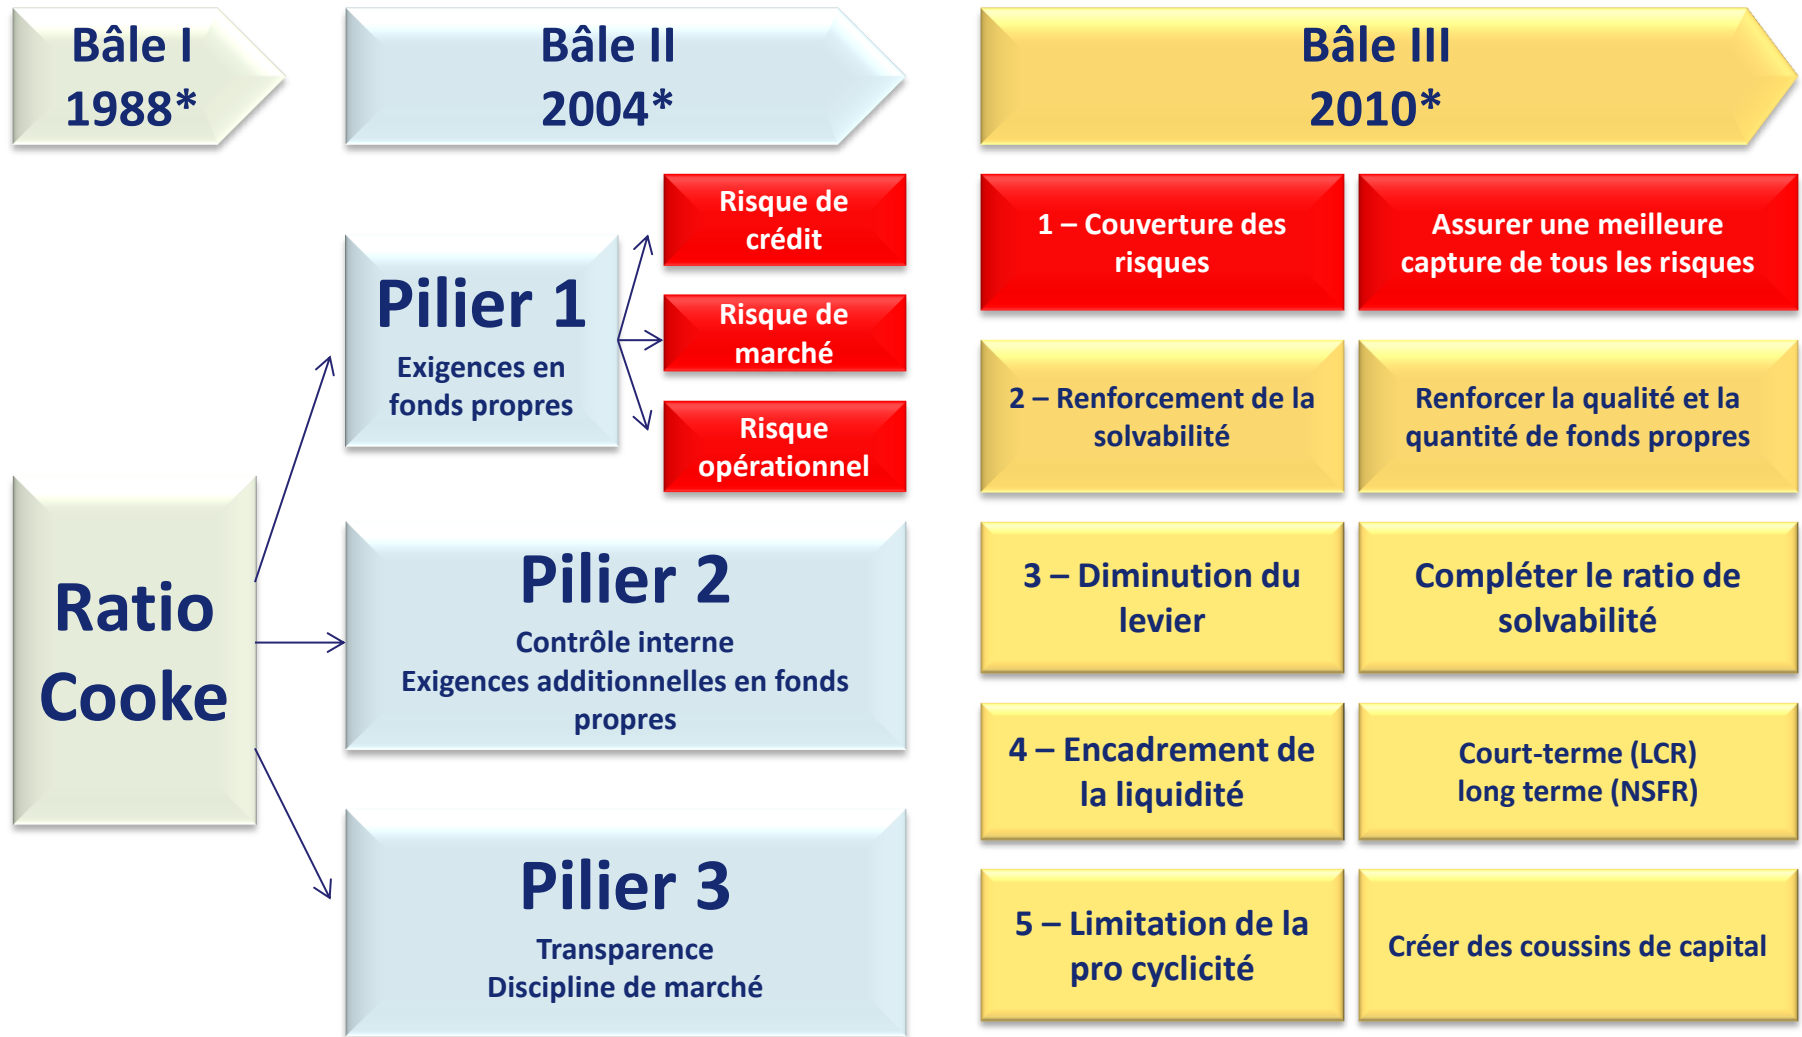 Bâle I
1988*
Bâle II
2004*
Bâle III
2010*
Ratio
Cooke
Pilier 1
Exigences en
fonds propres
Risque de
crédit
Risque de
marché
Risque
opérationnel
Pilier 2
Contrôle interne
Exigences additionnelles en fonds
propres
Pilier 3
Transparence
Discipline de marché
1 – Couverture des
risques
Assurer une meilleure
capture de tous les risques
2 – Renforcement de la
solvabilité
Renforcer la qualité et la
quantité de fonds propres
3 – Diminution du
levier
Compléter le ratio de
solvabilité
4 – Encadrement de
la liquidité
Court-terme (LCR)
long terme (NSFR)
5 – Limitation de la
pro cyclicité
Créer des coussins de capital